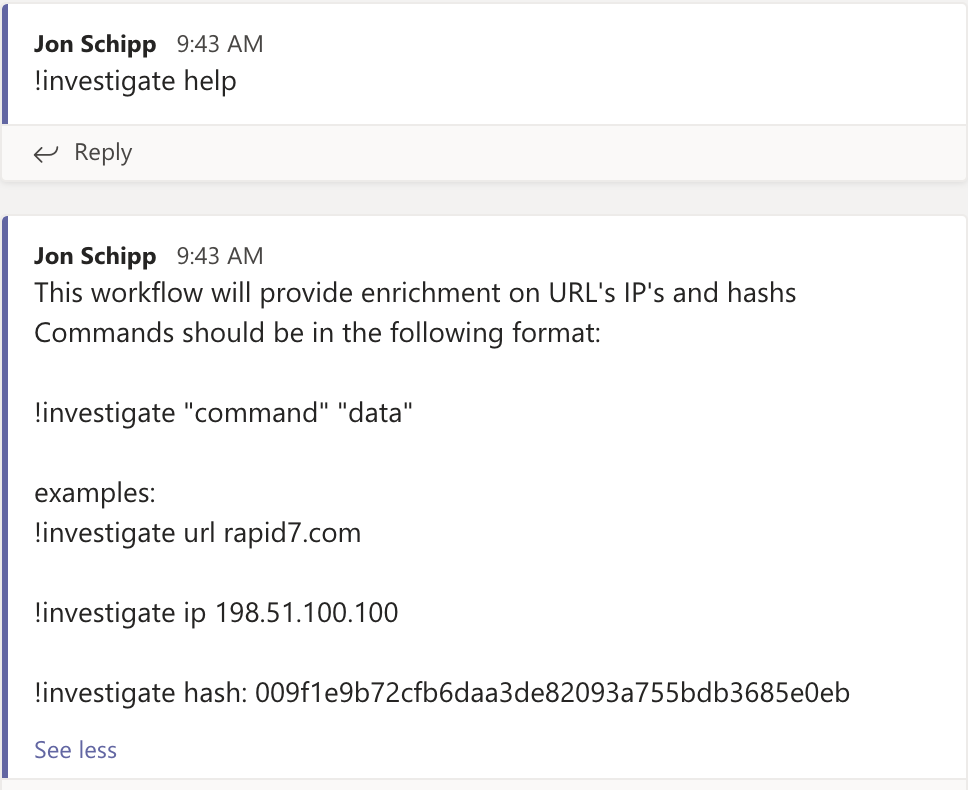 Jon Schipp 9:43 AM
!investigate help
Reply
Jon Schipp 9:43 AM
This workflow will provide enrichment on URL's IP's and hashs
Commands should be in the following format:
!investigate "command" "data"
examples:
!investigate url rapid7.com
!investigate ip 198.51.100.100
!investigate hash: 009f1e9b72cfb6daa3de82093a755bdb3685e0eb
See less